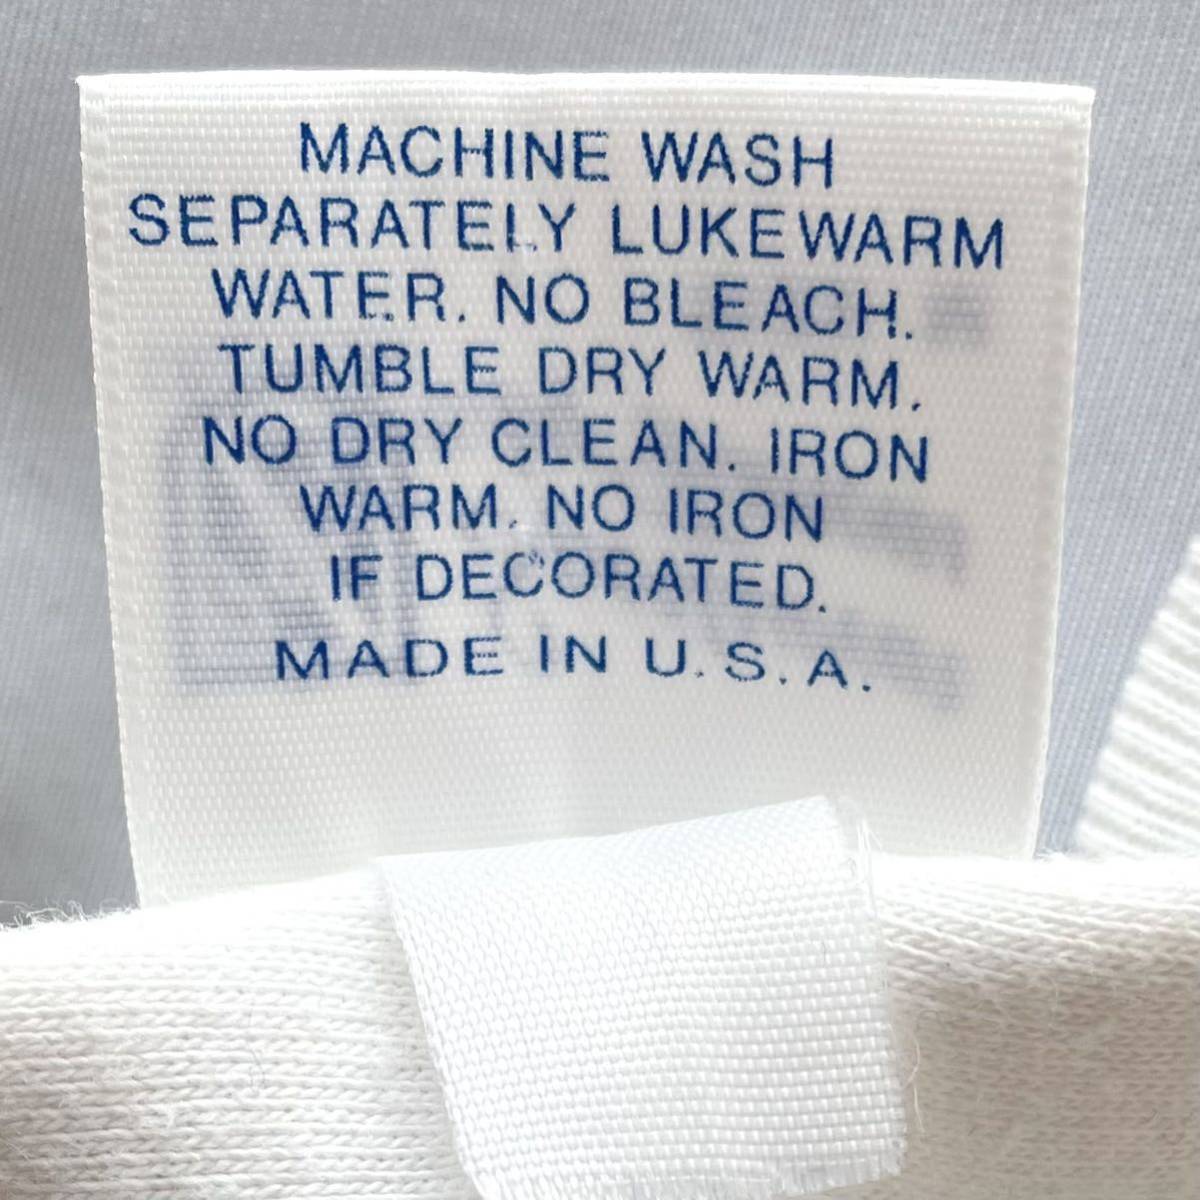 MACHINE WASH
SEPARATELY LUKEWARM
WATER. NO BLEACH.
TUMBLE DRY WARM.
NO DRY CLEAN. IRON
WARM. NO IRON
IF DECORATED.
MADE IN U.S.A.